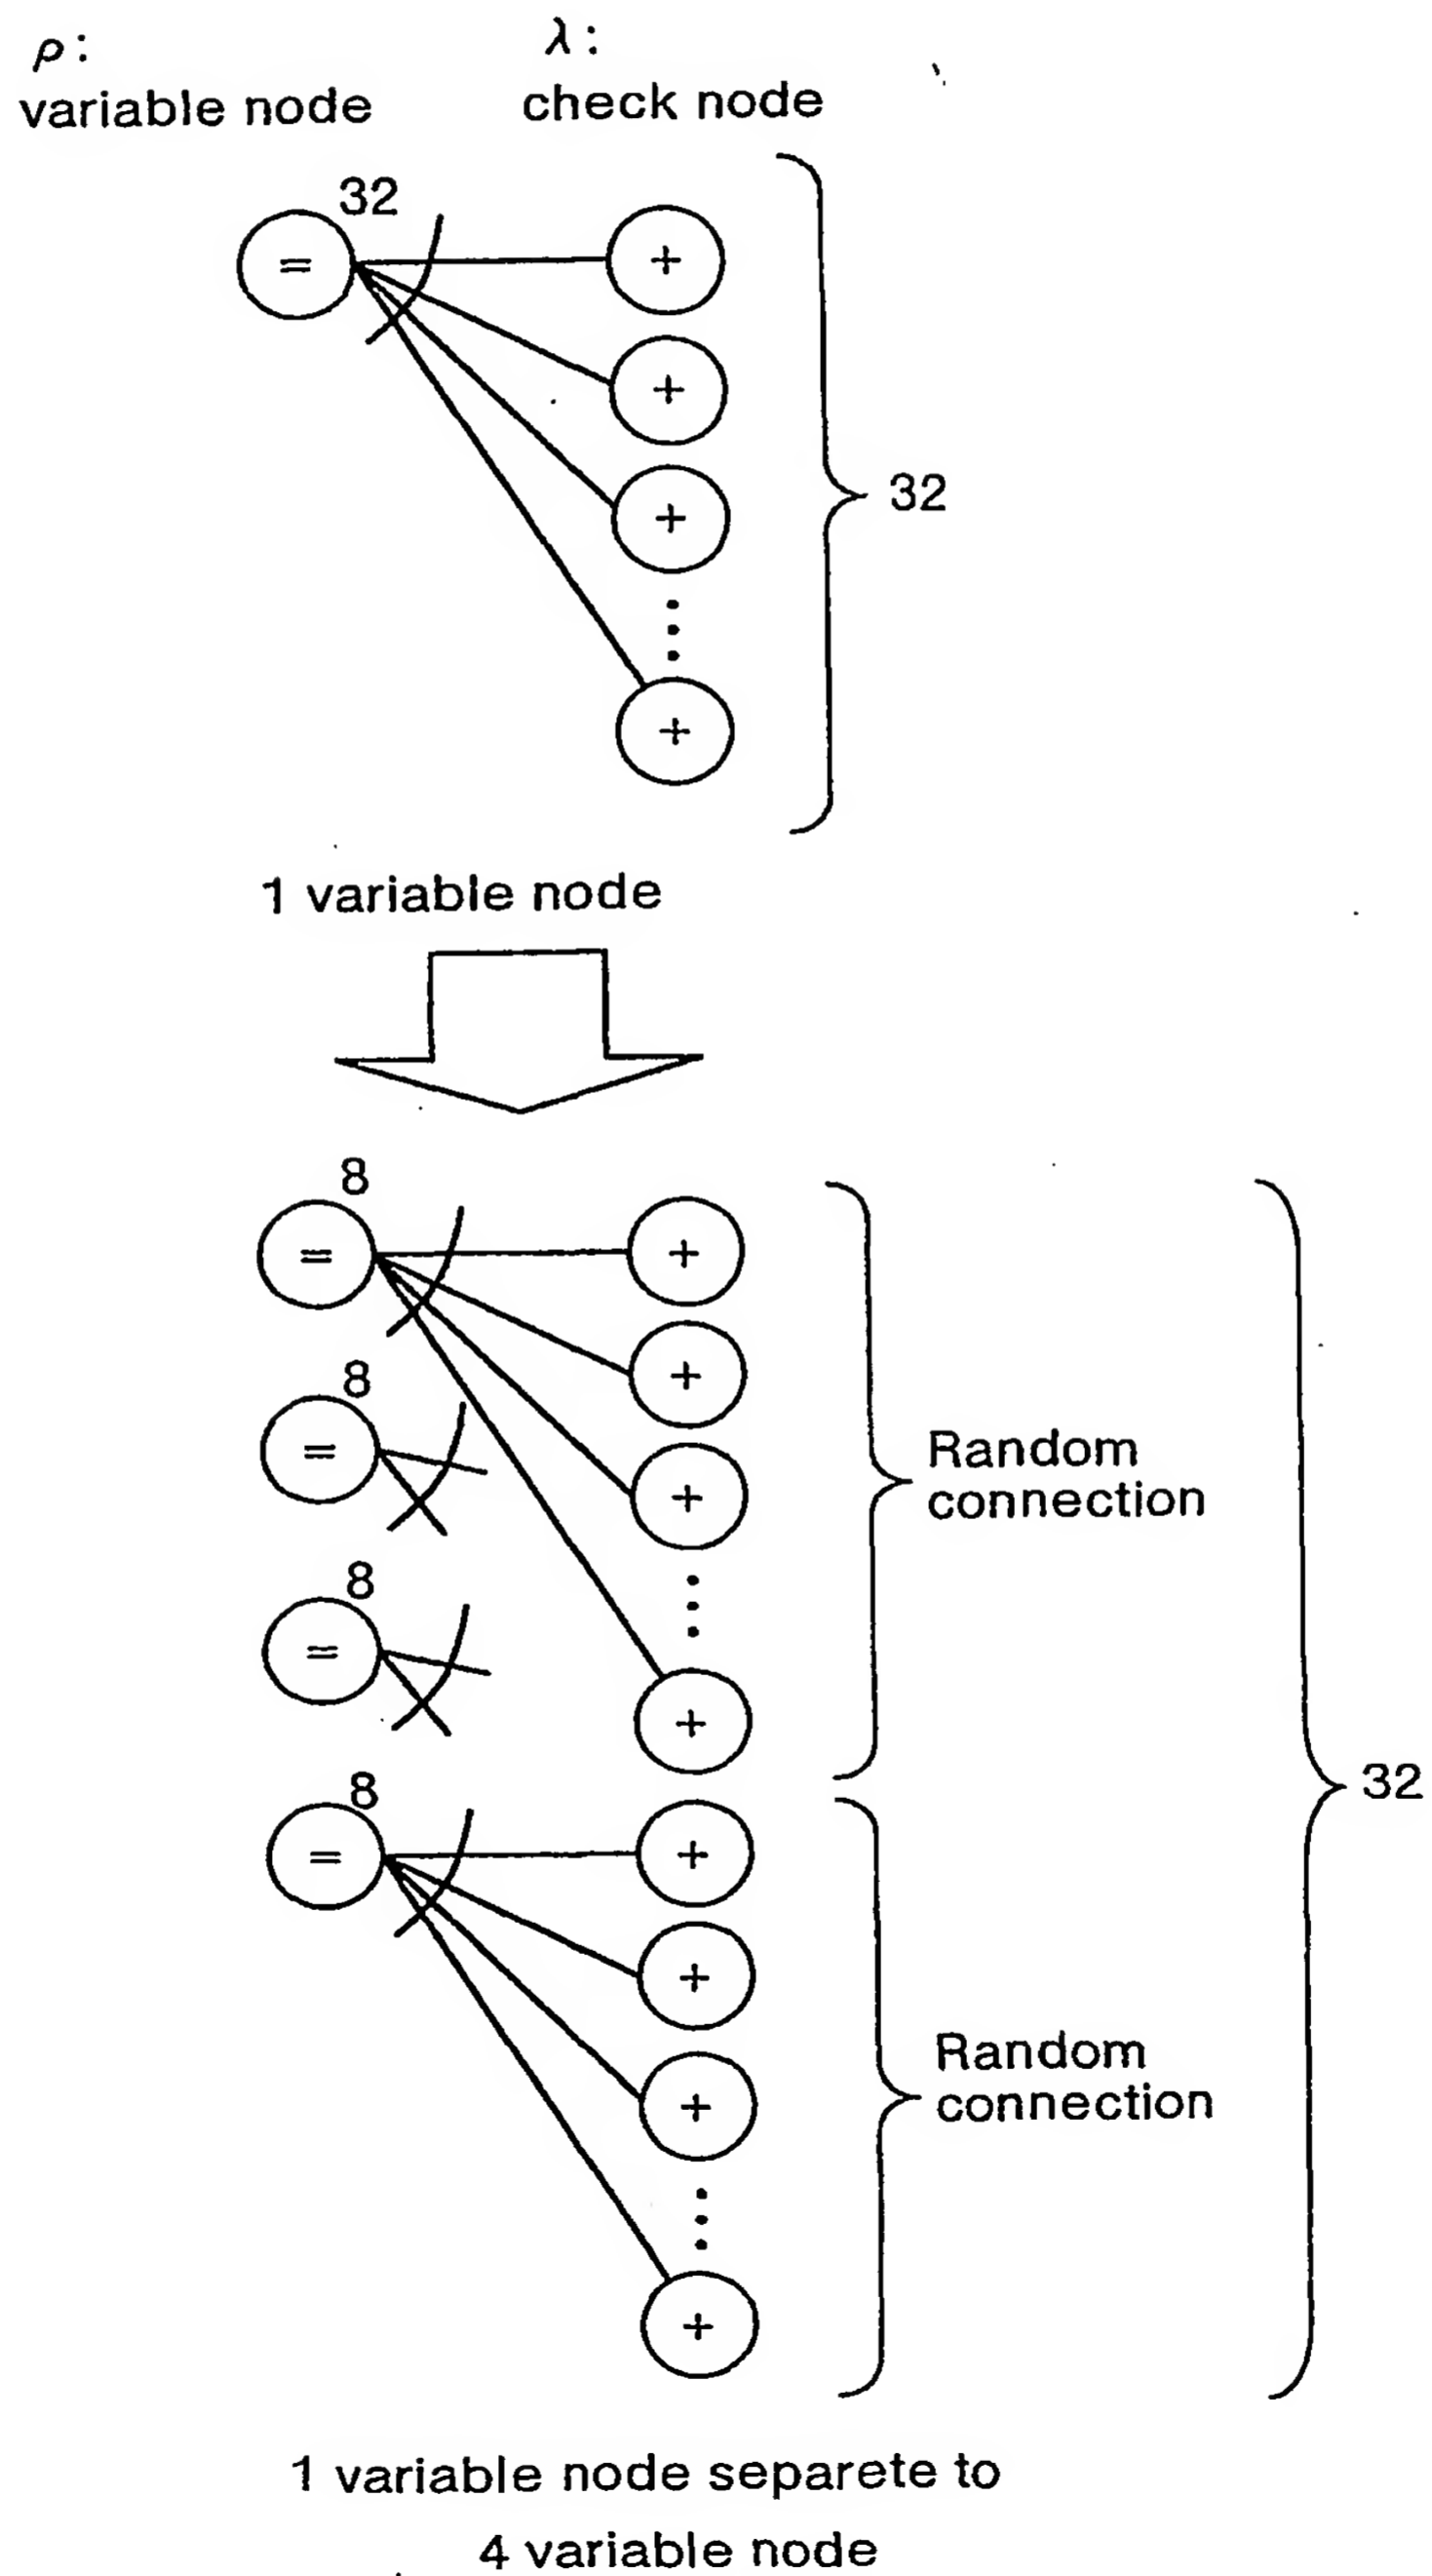 ρ: λ:
variable node check node
32
=
+
+
+
32
+
1 variable node
8
=
+
8
+
=
Random
+
connection
8
=
+
32
8
=
+
+
Random
+
connection
+
1 variable node separete to
4 variable node